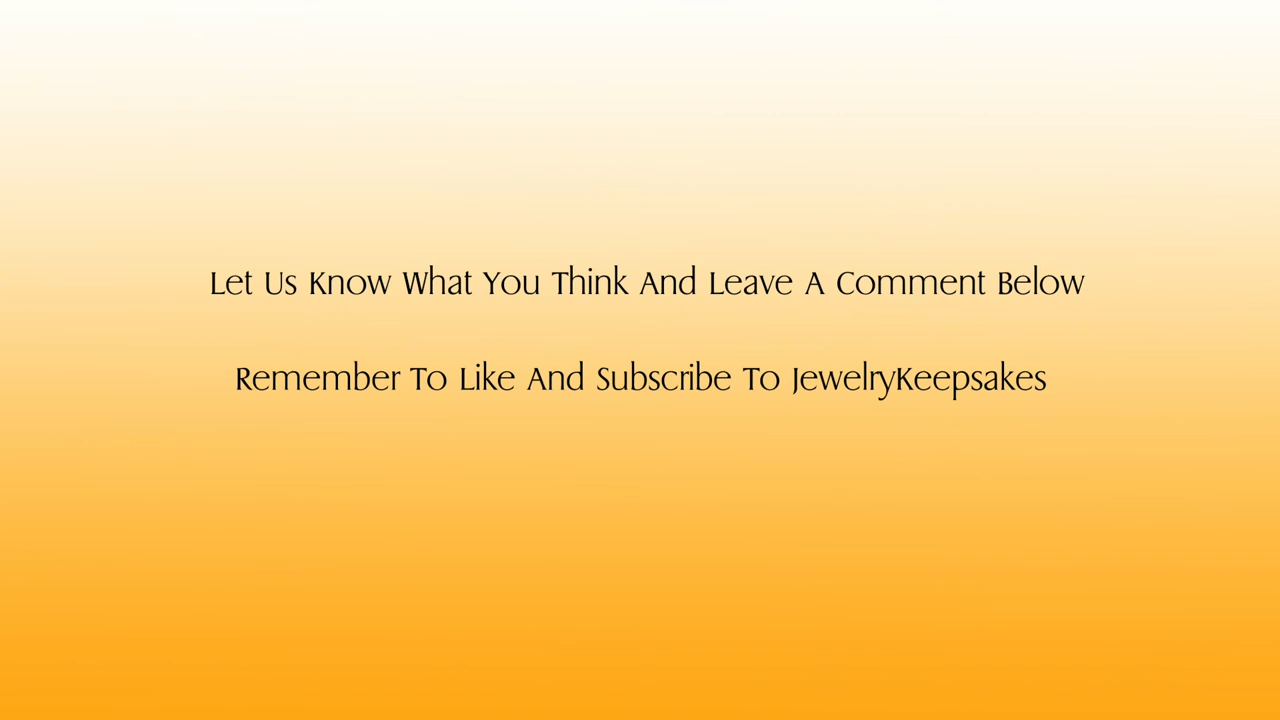 Let Us Know What You Think And Leave A Comment Below
Remember To Like And Subscribe To JewelryKeepsakes